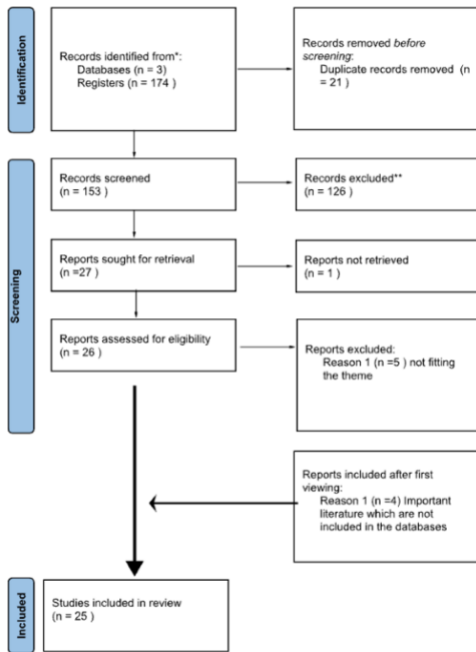 Identification
Records identified from*:
Databases (n = 3)
Registers (n = 174 )
Records removed before
screening:
Duplicate records removed  (n
= 21 )
Screening
Records screened
(n = 153 )
Records excluded**
(n = 126 )
Reports sought for retrieval
(n =27 )
Reports not retrieved
(n = 1 )
Reports assessed for eligibility
(n = 26 )
Reports excluded:
Reason 1 (n =5 ) not fitting
the theme
Reports included after first
viewing:
Reason 1 (n =4) Important
literature which are not
included in the databases
Included
Studies included in review
(n = 25 )